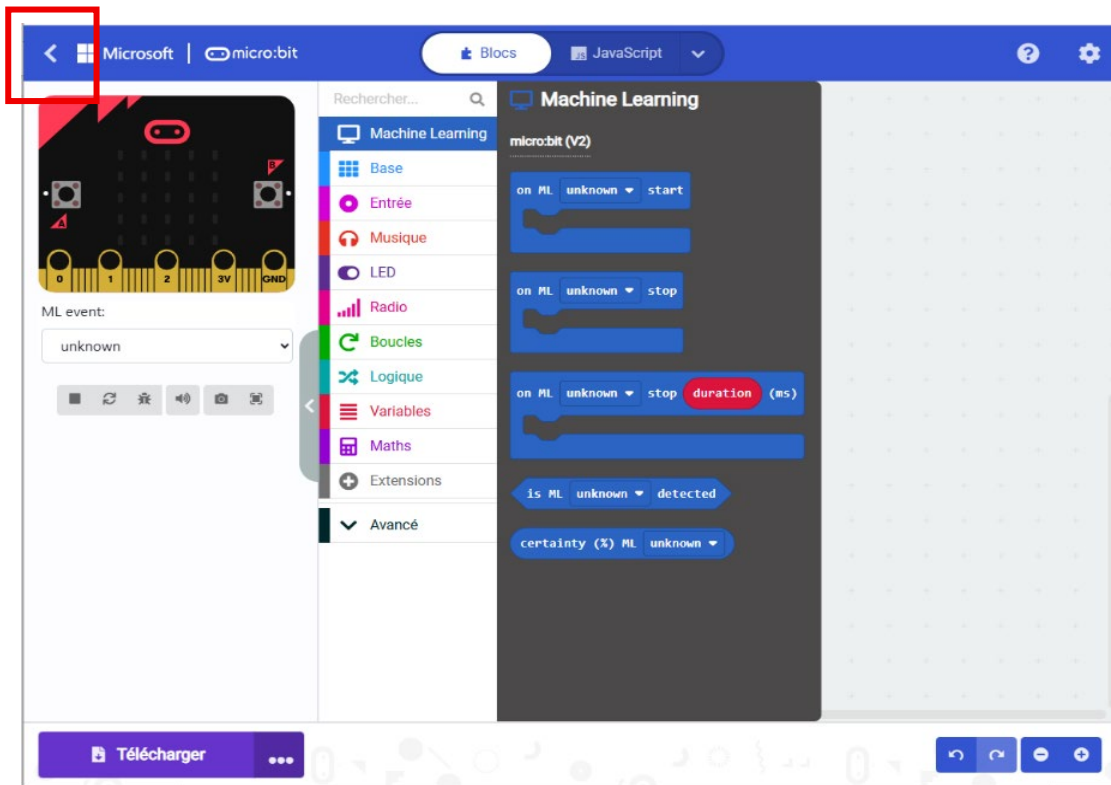 Microsoft | micro:bit
Blocs
JS JavaScript
?
A
B
0 1 2 3V GND
ML event:
unknown
Rechercher...
Machine Learning
Base
Entrée
Musique
LED
Radio
Boucles
Logique
Variables
Maths
Extensions
Avancé
Machine Learning
micro:bit (V2)
on ML unknown start
on ML unknown stop
on ML unknown stop duration (ms)
is ML unknown detected
certainty (%) ML unknown
Télécharger